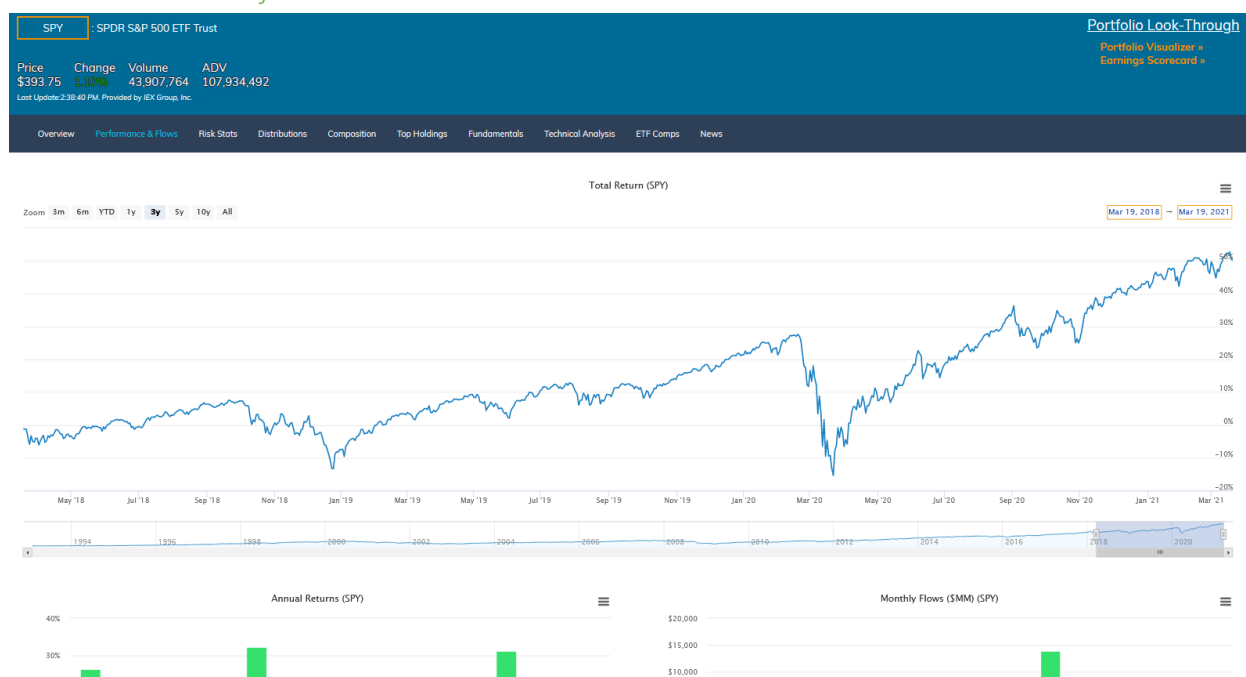 SPY : SPDR S&P 500 ETF Trust
Portfolio Look-Through
Portfolio Visualizer »
Earnings Scorecard »
Price Change Volume ADV
$393.75 43,907,764 107,934,492
Last Update:2:38:40 PM. Provided by IEX Group, Inc.
Overview Performance & Flows Risk Stats Distributions Composition Top Holdings Fundamentals Technical Analysis ETF Comps News
Total Return (SPY)
Zoom 3m 6m YTD 1y 3y 5y 10y All Mar 19, 2018 → Mar 19, 2021
50%
40%
30%
20%
10%
0%
-10%
-20%
May '18 Jul '18 Sep '18 Nov '18 Jan '19 Mar '19 May '19 Jul '19 Sep '19 Nov '19 Jan '20 Mar '20 May '20 Jul '20 Sep '20 Nov '20 Jan '21 Mar '21
1994 1996 1998 2000 2002 2004 2006 2008 2010 2012 2014 2016 2018 2020
Annual Returns (SPY)
40%
30%
Monthly Flows ($MM) (SPY)
$20,000
$15,000
$10,000